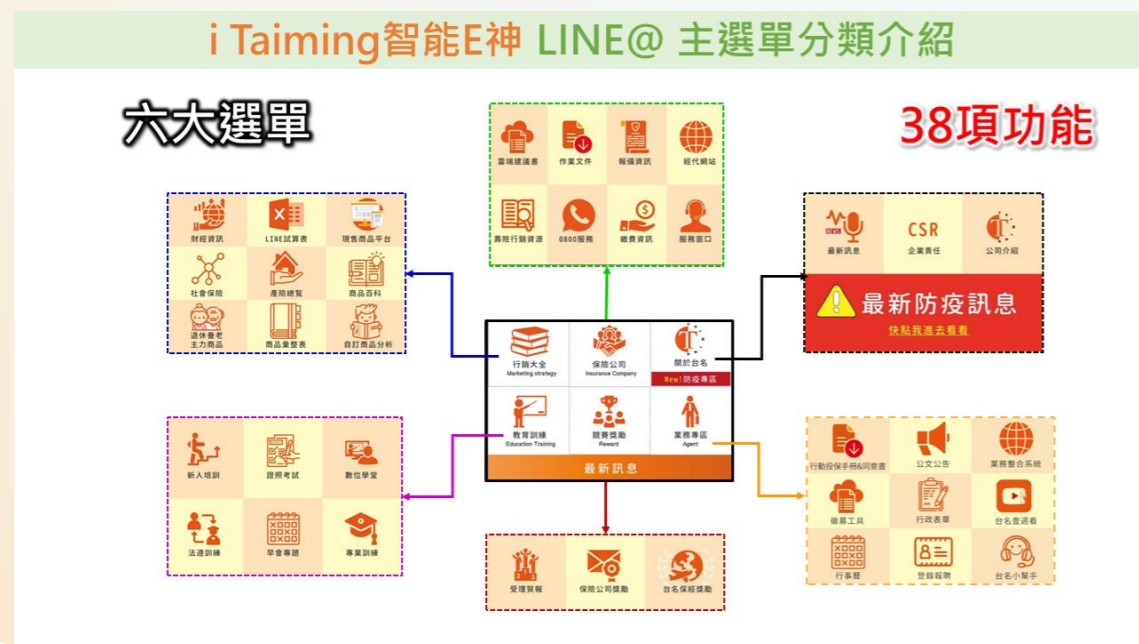 i Taiming智能E神 LINE@ 主選單分類介紹
六大選單
38項功能
雲端建議書 作業文件 報備資訊 經代網站
壽險行銷資源 0800服務 繳費資訊 服務窗口
財經資訊 LINE試算表 現售商品平台
社會保險 產險總覽 商品百科
退休養老
主力商品 商品彙整表 自訂商品分析
NEWS
最新訊息
CSR
企業責任 公司介紹
最新防疫訊息
快點我進去看看
行銷大全 保險公司 關於台名
Marketing strategy Insurance Company
New!防疫專區
教育訓練 競賽獎勵 業務專區
Education Training Reward Agent
最新訊息
新人培訓 證照考試 數位學堂
法遵訓練 早會專題 專業訓練
受理賀報 保險公司獎勵 台名保經獎勵
行動投保手冊&同意書 公文公告 業務整合系統
徵募工具 行政表單 台名壹週看
行事曆 登錄報聘 台名小幫手